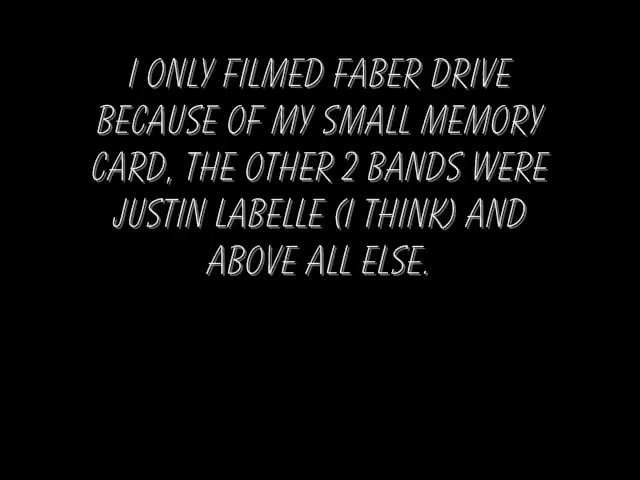 I ONLY FILMED FABER DRIVE
BECAUSE OF MY SMALL MEMORY
CARD, THE OTHER 2 BANDS WERE
JUSTIN LABELLE (I THINK) AND
ABOVE ALL ELSE.